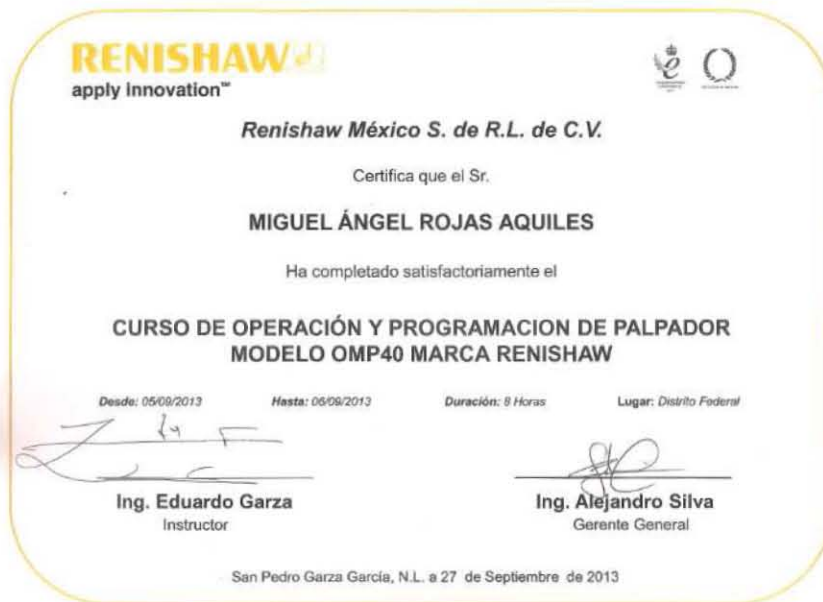 RENISHAW
apply innovation™
Renishaw México S. de R.L. de C.V.
Certifica que el Sr.
MIGUEL ÁNGEL ROJAS AQUILES
Ha completado satisfactoriamente el
CURSO DE OPERACIÓN Y PROGRAMACION DE PALPADOR
MODELO OMP40 MARCA RENISHAW
Desde: 05/09/2013 Hasta: 06/09/2013 Duración: 8 Horas Lugar: Distrito Federal
Ing. Eduardo Garza Ing. Alejandro Silva
Instructor Gerente General
San Pedro Garza García, N.L. a 27 de Septiembre de 2013